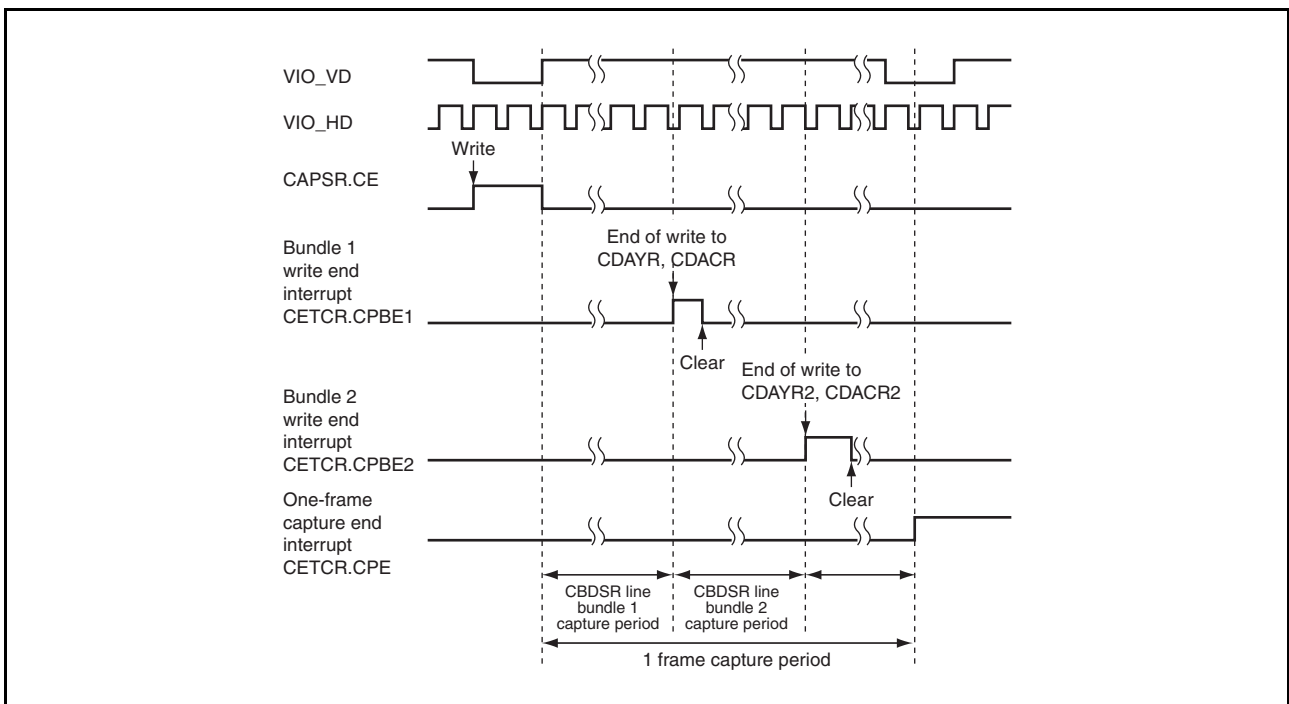 VIO_VD
VIO_HD
Write
CAPSR.CE
End of write to
CDAYR, CDACR
Bundle 1
write end
interrupt
CETCR.CPBE1
Clear
End of write to
CDAYR2, CDACR2
Bundle 2
write end
interrupt
CETCR.CPBE2
Clear
One-frame
capture end
interrupt
CETCR.CPE
CBDSR line
bundle 1
capture period
CBDSR line
bundle 2
capture period
1 frame capture period